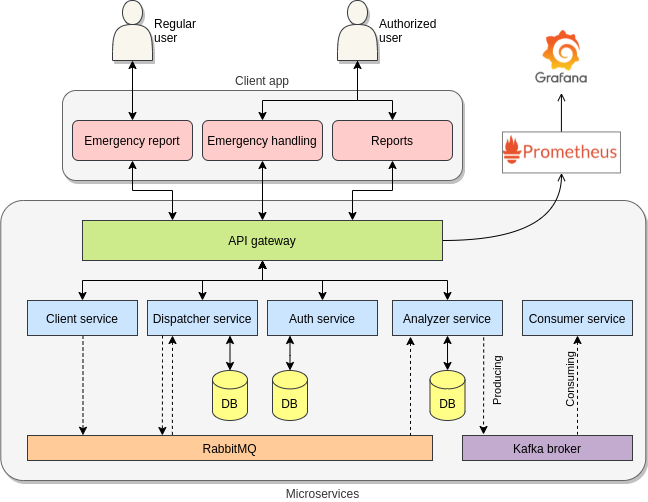 Regular
user
Authorized
user
Client app
Grafana
Emergency report
Emergency handling
Reports
Prometheus
API gateway
Client service
Dispatcher service
Auth service
Analyzer service
Consumer service
Producing
Consuming
DB
DB
DB
RabbitMQ
Kafka broker
Microservices